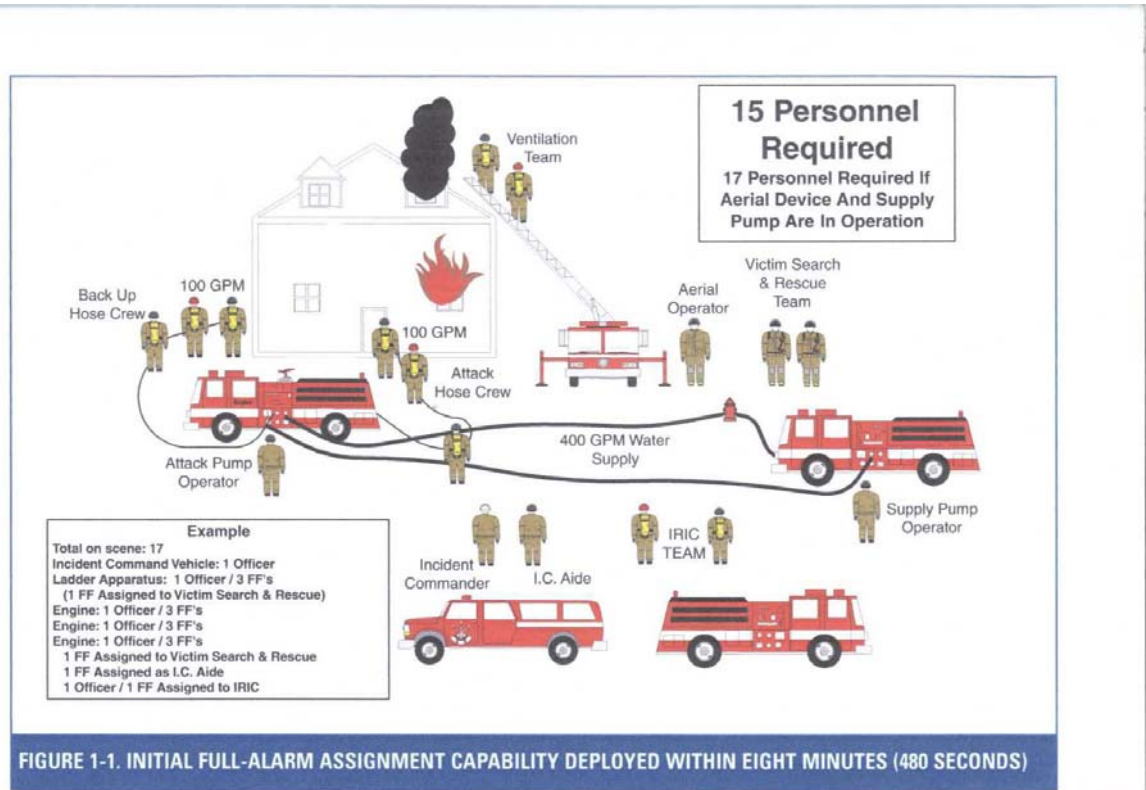 15 Personnel
Required
17 Personnel Required If
Aerial Device And Supply
Pump Are In Operation
Ventilation
Team
Victim Search
& Rescue
Team
Aerial
Operator
Back Up
Hose Crew
100 GPM
100 GPM
Attack
Hose Crew
400 GPM Water
Supply
Attack Pump
Operator
Supply Pump
Operator
Incident
Commander
I.C. Aide
IRIC
TEAM
Example
Total on scene: 17
Incident Command Vehicle: 1 Officer
Ladder Apparatus: 1 Officer / 3 FF's
(1 FF Assigned to Victim Search & Rescue)
Engine: 1 Officer / 3 FF's
Engine: 1 Officer / 3 FF's
Engine: 1 Officer / 3 FF's
1 FF Assigned to Victim Search & Rescue
1 FF Assigned as I.C. Aide
1 Officer / 1 FF Assigned to IRIC
FIGURE 1-1. INITIAL FULL-ALARM ASSIGNMENT CAPABILITY DEPLOYED WITHIN EIGHT MINUTES (480 SECONDS)